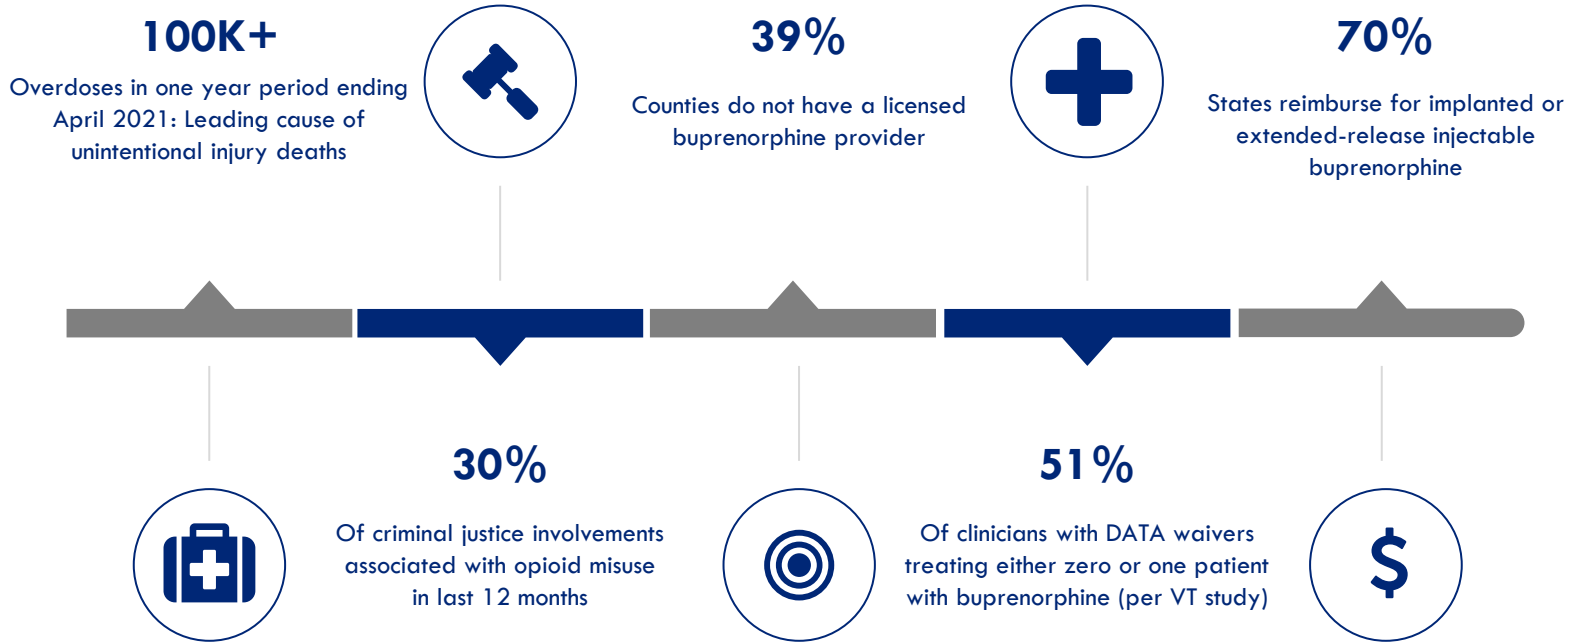 100K+
Overdoses in one year period ending
April 2021: Leading cause of
unintentional injury deaths
30%
Of criminal justice involvements
associated with opioid misuse
in last 12 months
39%
Counties do not have a licensed
buprenorphine provider
51%
Of clinicians with DATA waivers
treating either zero or one patient
with buprenorphine (per VT study)
70%
States reimburse for implanted or
extended-release injectable
buprenorphine
$